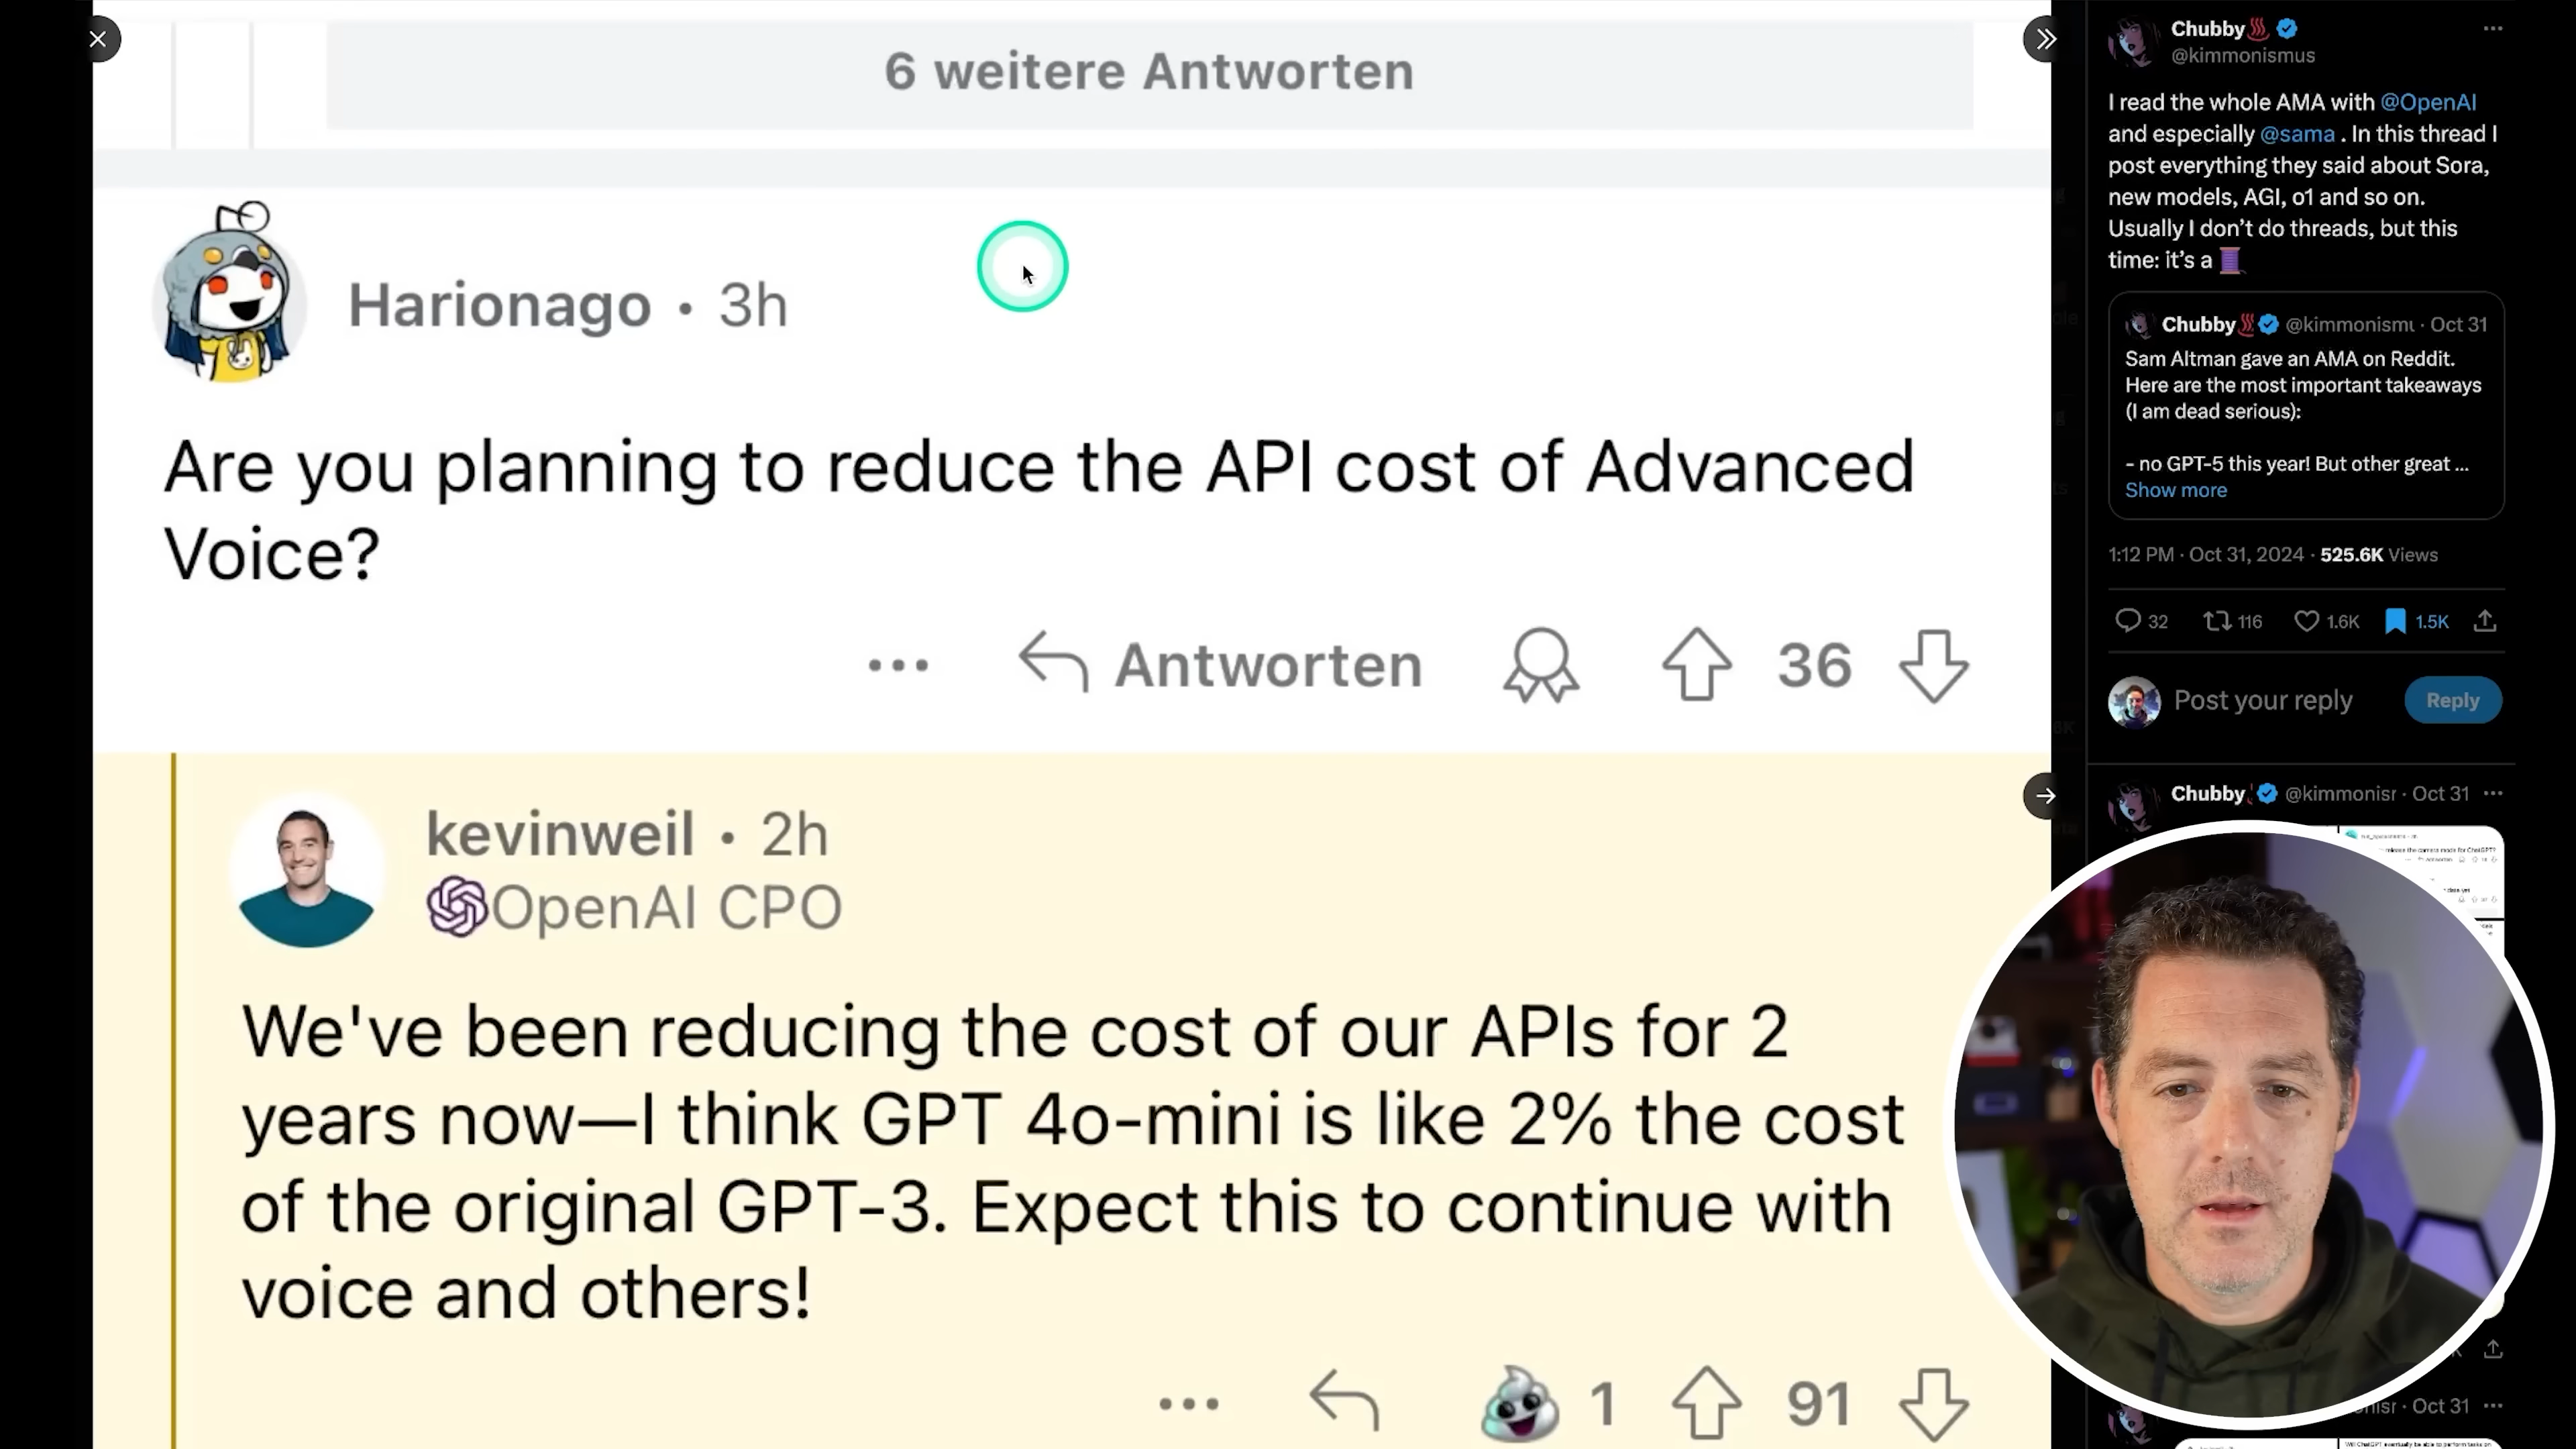 6 weitere Antworten
Harionago • 3h
Are you planning to reduce the API cost of Advanced
Voice?
Antworten
36
kevinweil • 2h
OpenAI CPO
We've been reducing the cost of our APIs for 2
years now—I think GPT 4o-mini is like 2% the cost
of the original GPT-3. Expect this to continue with
voice and others!
1
91
Chubby♨️
@kimmonismus
I read the whole AMA with @OpenAI
and especially @sama . In this thread I
post everything they said about Sora,
new models, AGI, o1 and so on.
Usually I don’t do threads, but this
time: it’s a 🧵
Chubby♨️ @kimmonismu · Oct 31
Sam Altman gave an AMA on Reddit.
Here are the most important takeaways
(I am dead serious):
- no GPT-5 this year! But other great ...
Show more
1:12 PM · Oct 31, 2024 · 525.6K Views
32 116 1.6K 1.5K
Post your reply
Reply
Chubby @kimmonisr · Oct 31
release the camera mode for ChatGPT?
nisr · Oct 31